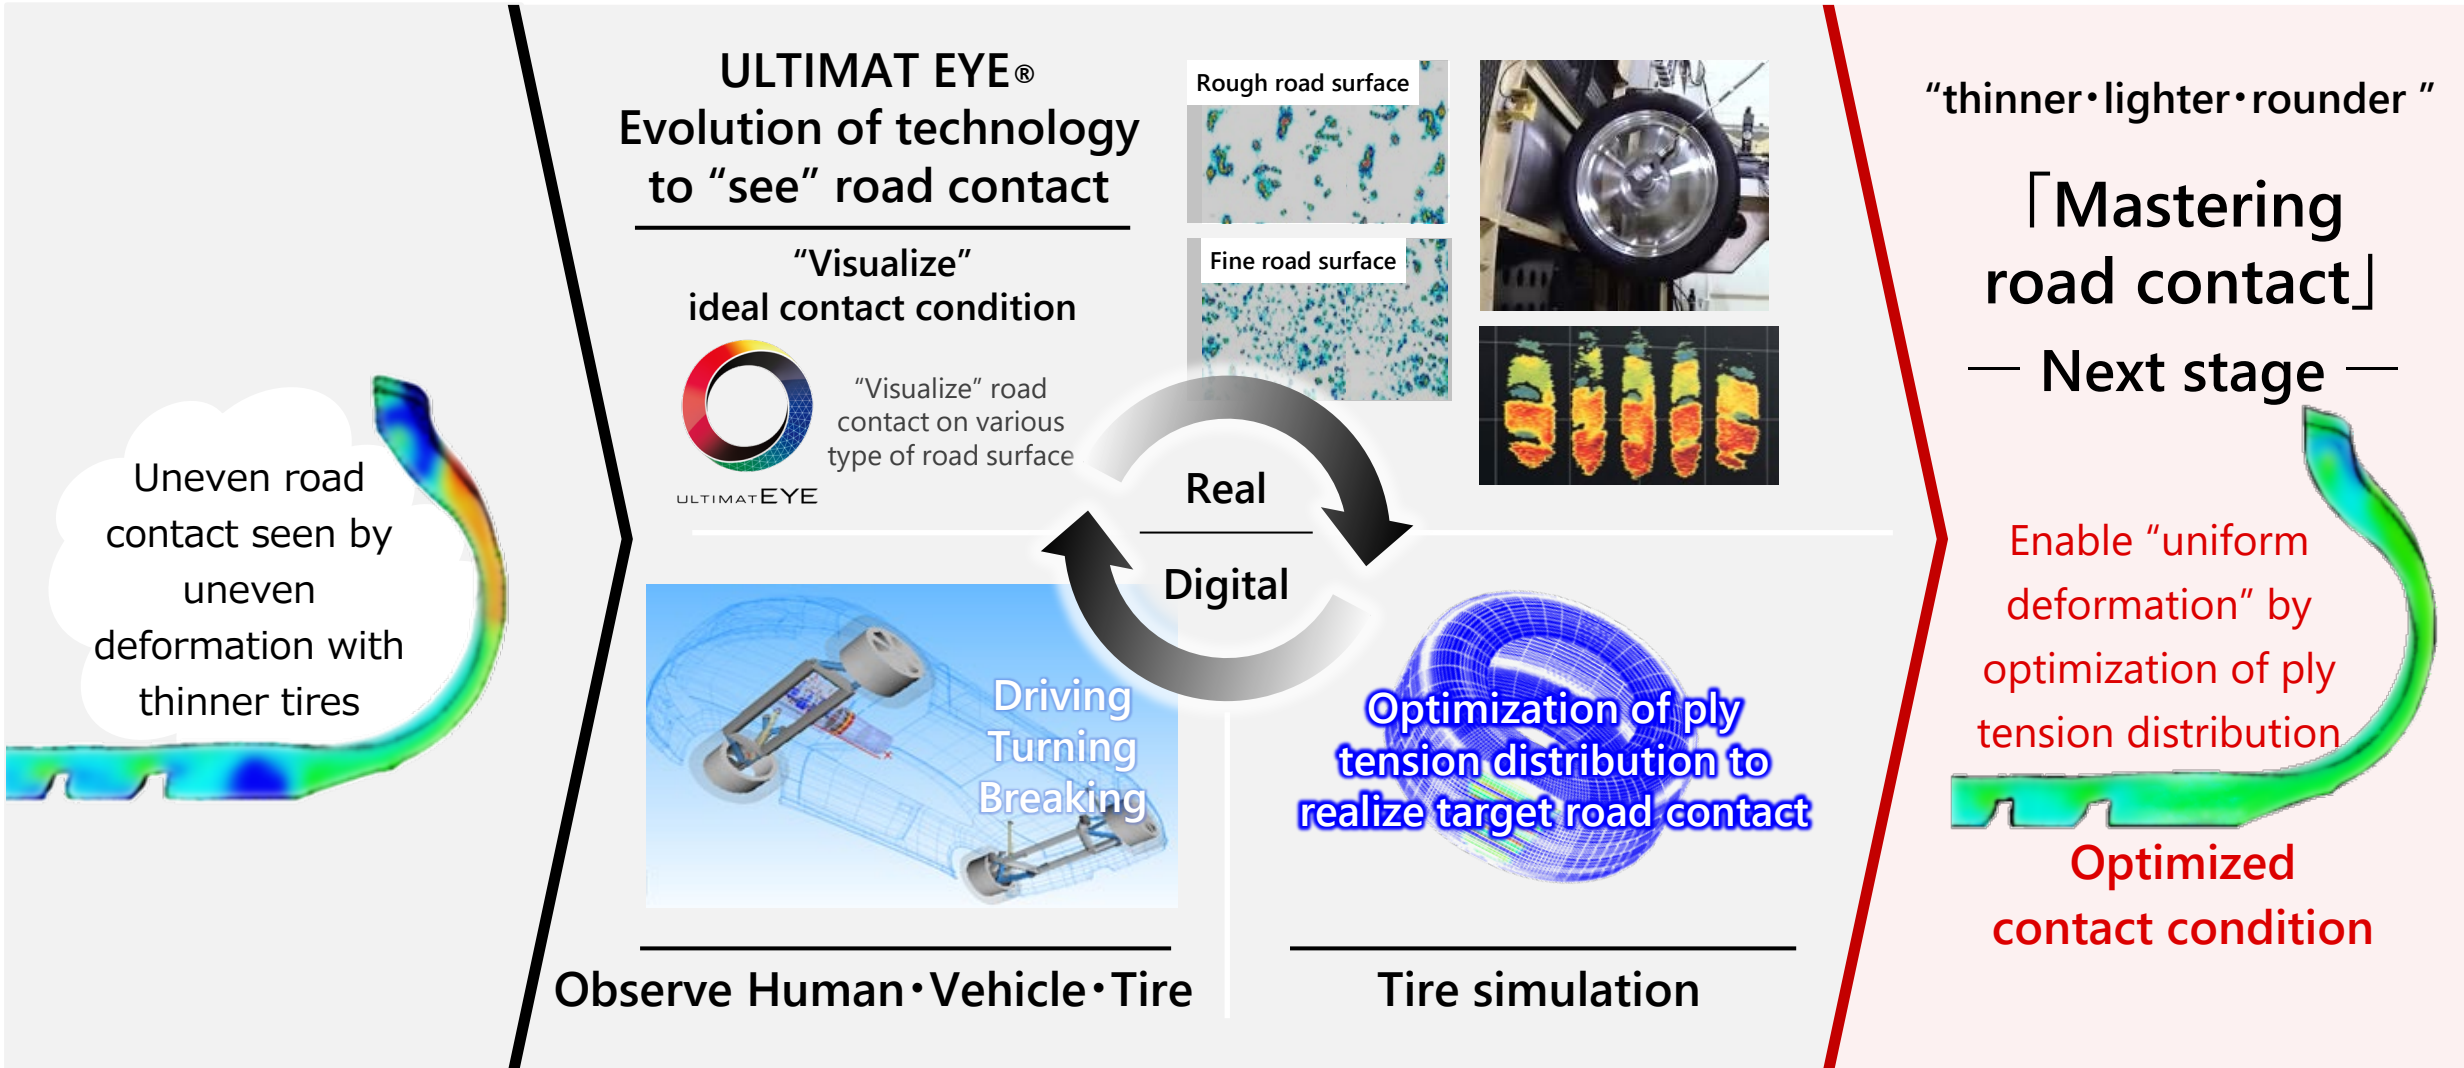 Uneven road
contact seen by
uneven
deformation with
thinner tires
ULTIMAT EYE®
Evolution of technology
to “see” road contact
“Visualize”
ideal contact condition
ULTIMATEYE
“Visualize” road
contact on various
type of road surface
Rough road surface
Fine road surface
Real
Digital
Driving
Turning
Breaking
Observe Human・Vehicle・Tire
Optimization of ply
tension distribution to
realize target road contact
Tire simulation
“thinner・lighter・rounder ”
「Mastering
road contact」
― Next stage ―
Enable “uniform
deformation” by
optimization of ply
tension distribution
Optimized
contact condition